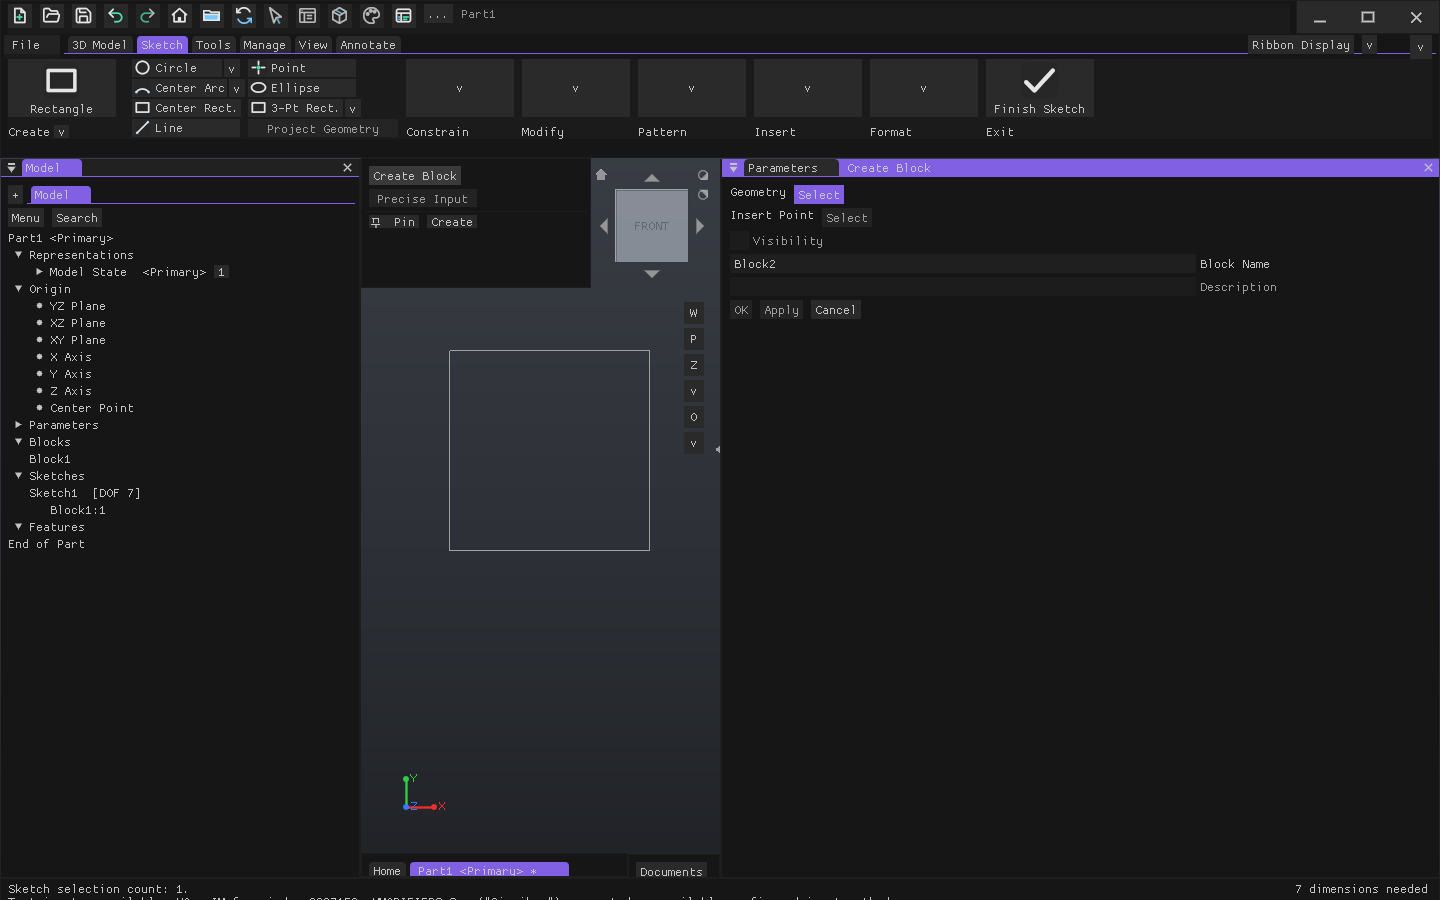 ... Part1
File 3D Model Sketch Tools Manage View Annotate Ribbon Display v v
Rectangle
Create v
Circle v Point
Center Arc v Ellipse
Center Rect. 3-Pt Rect. v
Line Project Geometry
v
Constrain
v
Modify
v
Pattern
v
Insert
v
Format
Finish Sketch
Exit
Model
+ Model
Menu Search
Part1 <Primary>
Representations
Model State <Primary> 1
Origin
YZ Plane
XZ Plane
XY Plane
X Axis
Y Axis
Z Axis
Center Point
Parameters
Blocks
Block1
Sketches
Sketch1 [DOF 7]
Block1:1
Features
End of Part
Create Block
Precise Input
Pin Create
FRONT
W
P
Z
v
O
v
Y
Z X
Home Part1 <Primary> * Documents
Parameters Create Block
Geometry Select
Insert Point Select
Visibility
Block2 Block Name
Description
OK Apply Cancel
Sketch selection count: 1.
7 dimensions needed